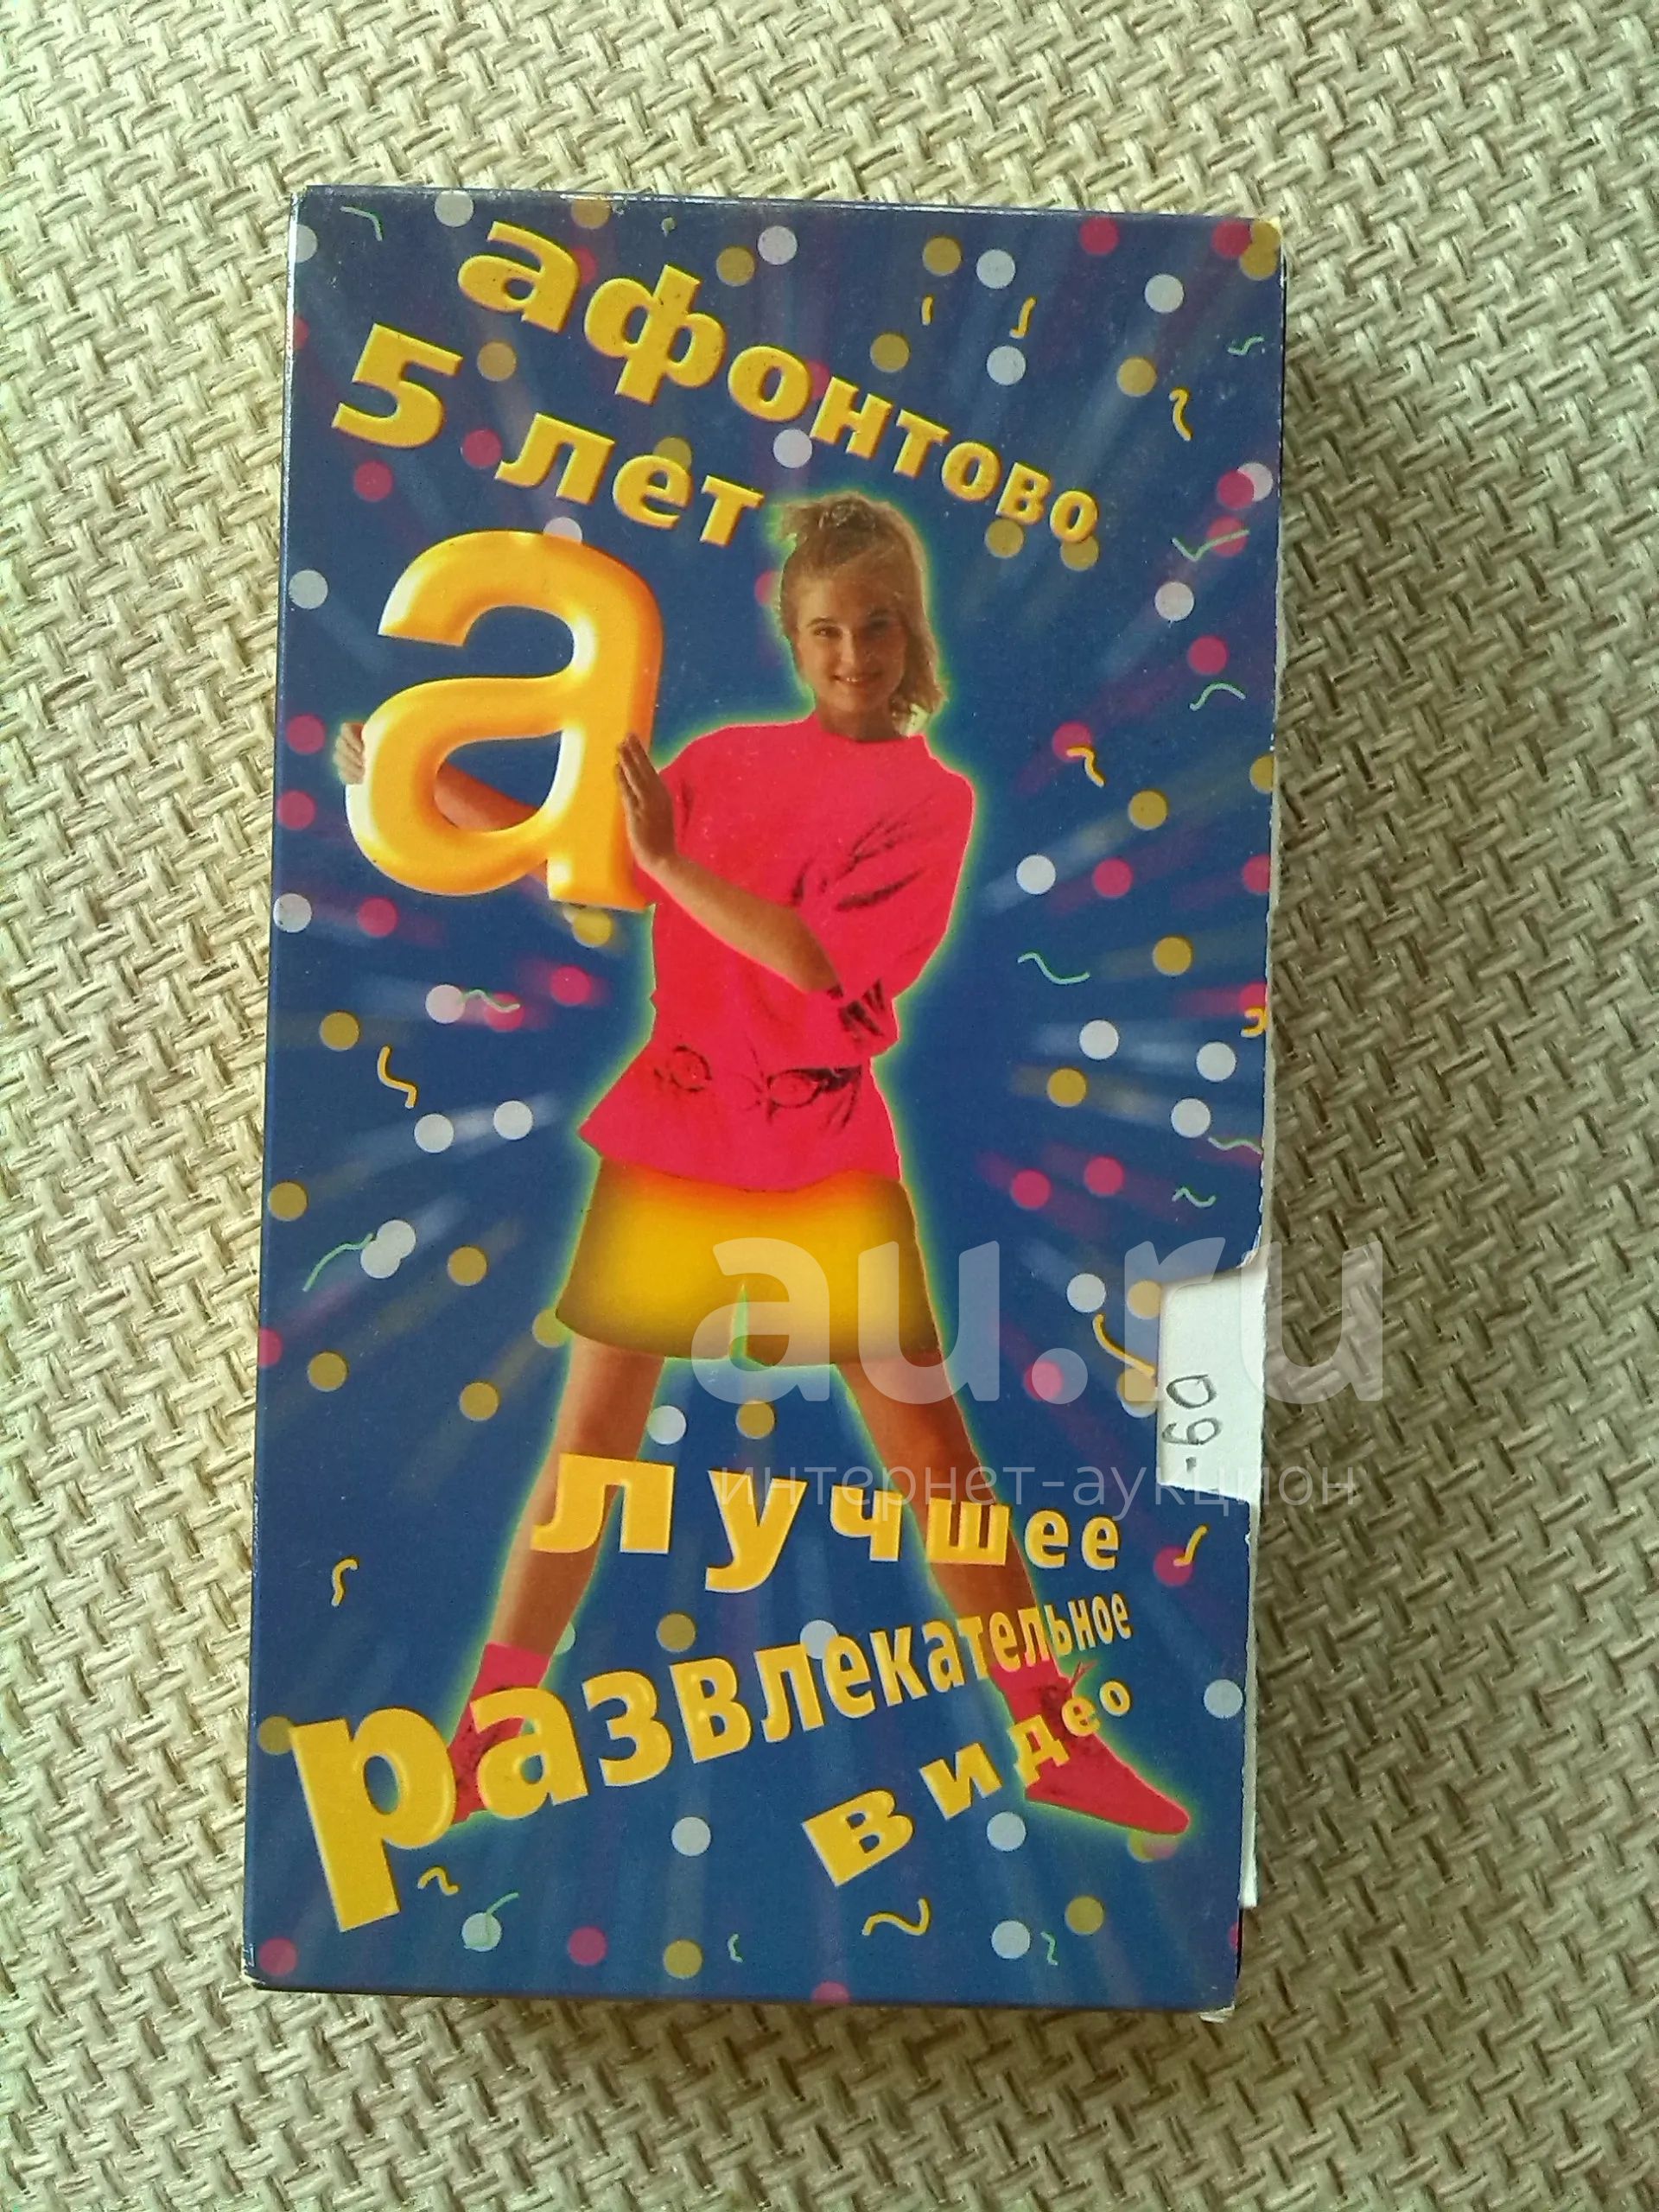 афонтово
5 лет
а
au.ru
-60
интернет-аукцион
лучшее
развлекательное
видео